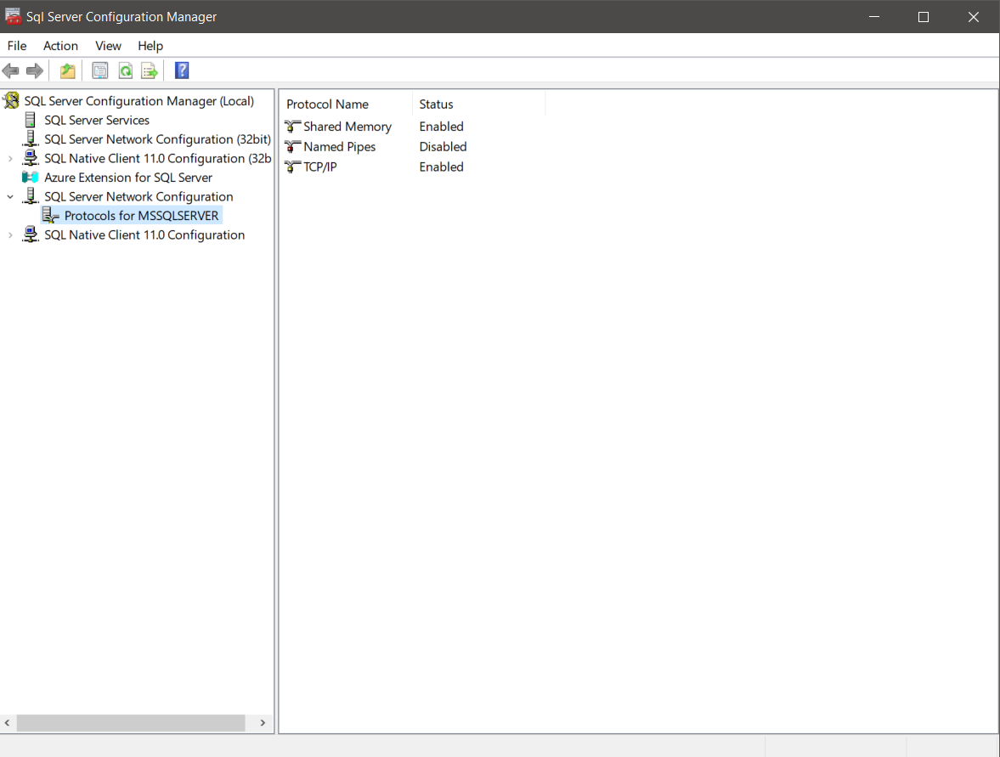 Sql Server Configuration Manager
File Action View Help
?
SQL Server Configuration Manager (Local)
SQL Server Services
SQL Server Network Configuration (32bit)
SQL Native Client 11.0 Configuration (32b
Azure Extension for SQL Server
SQL Server Network Configuration
Protocols for MSSQLSERVER
SQL Native Client 11.0 Configuration
Protocol Name Status
Shared Memory Enabled
Named Pipes Disabled
TCP/IP Enabled